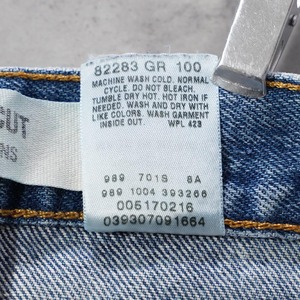 82283 GR 100
MACHINE WASH COLD. NORMAL
CYCLE. DO NOT BLEACH.
TUMBLE DRY HOT. HOT IRON IF
NEEDED. WASH AND DRY WITH
LIKE COLORS. WASH GARMENT
INSIDE OUT. WPL 423
CUT
NS
989 701S 8A
989 1004 393266
005170216
039307091664